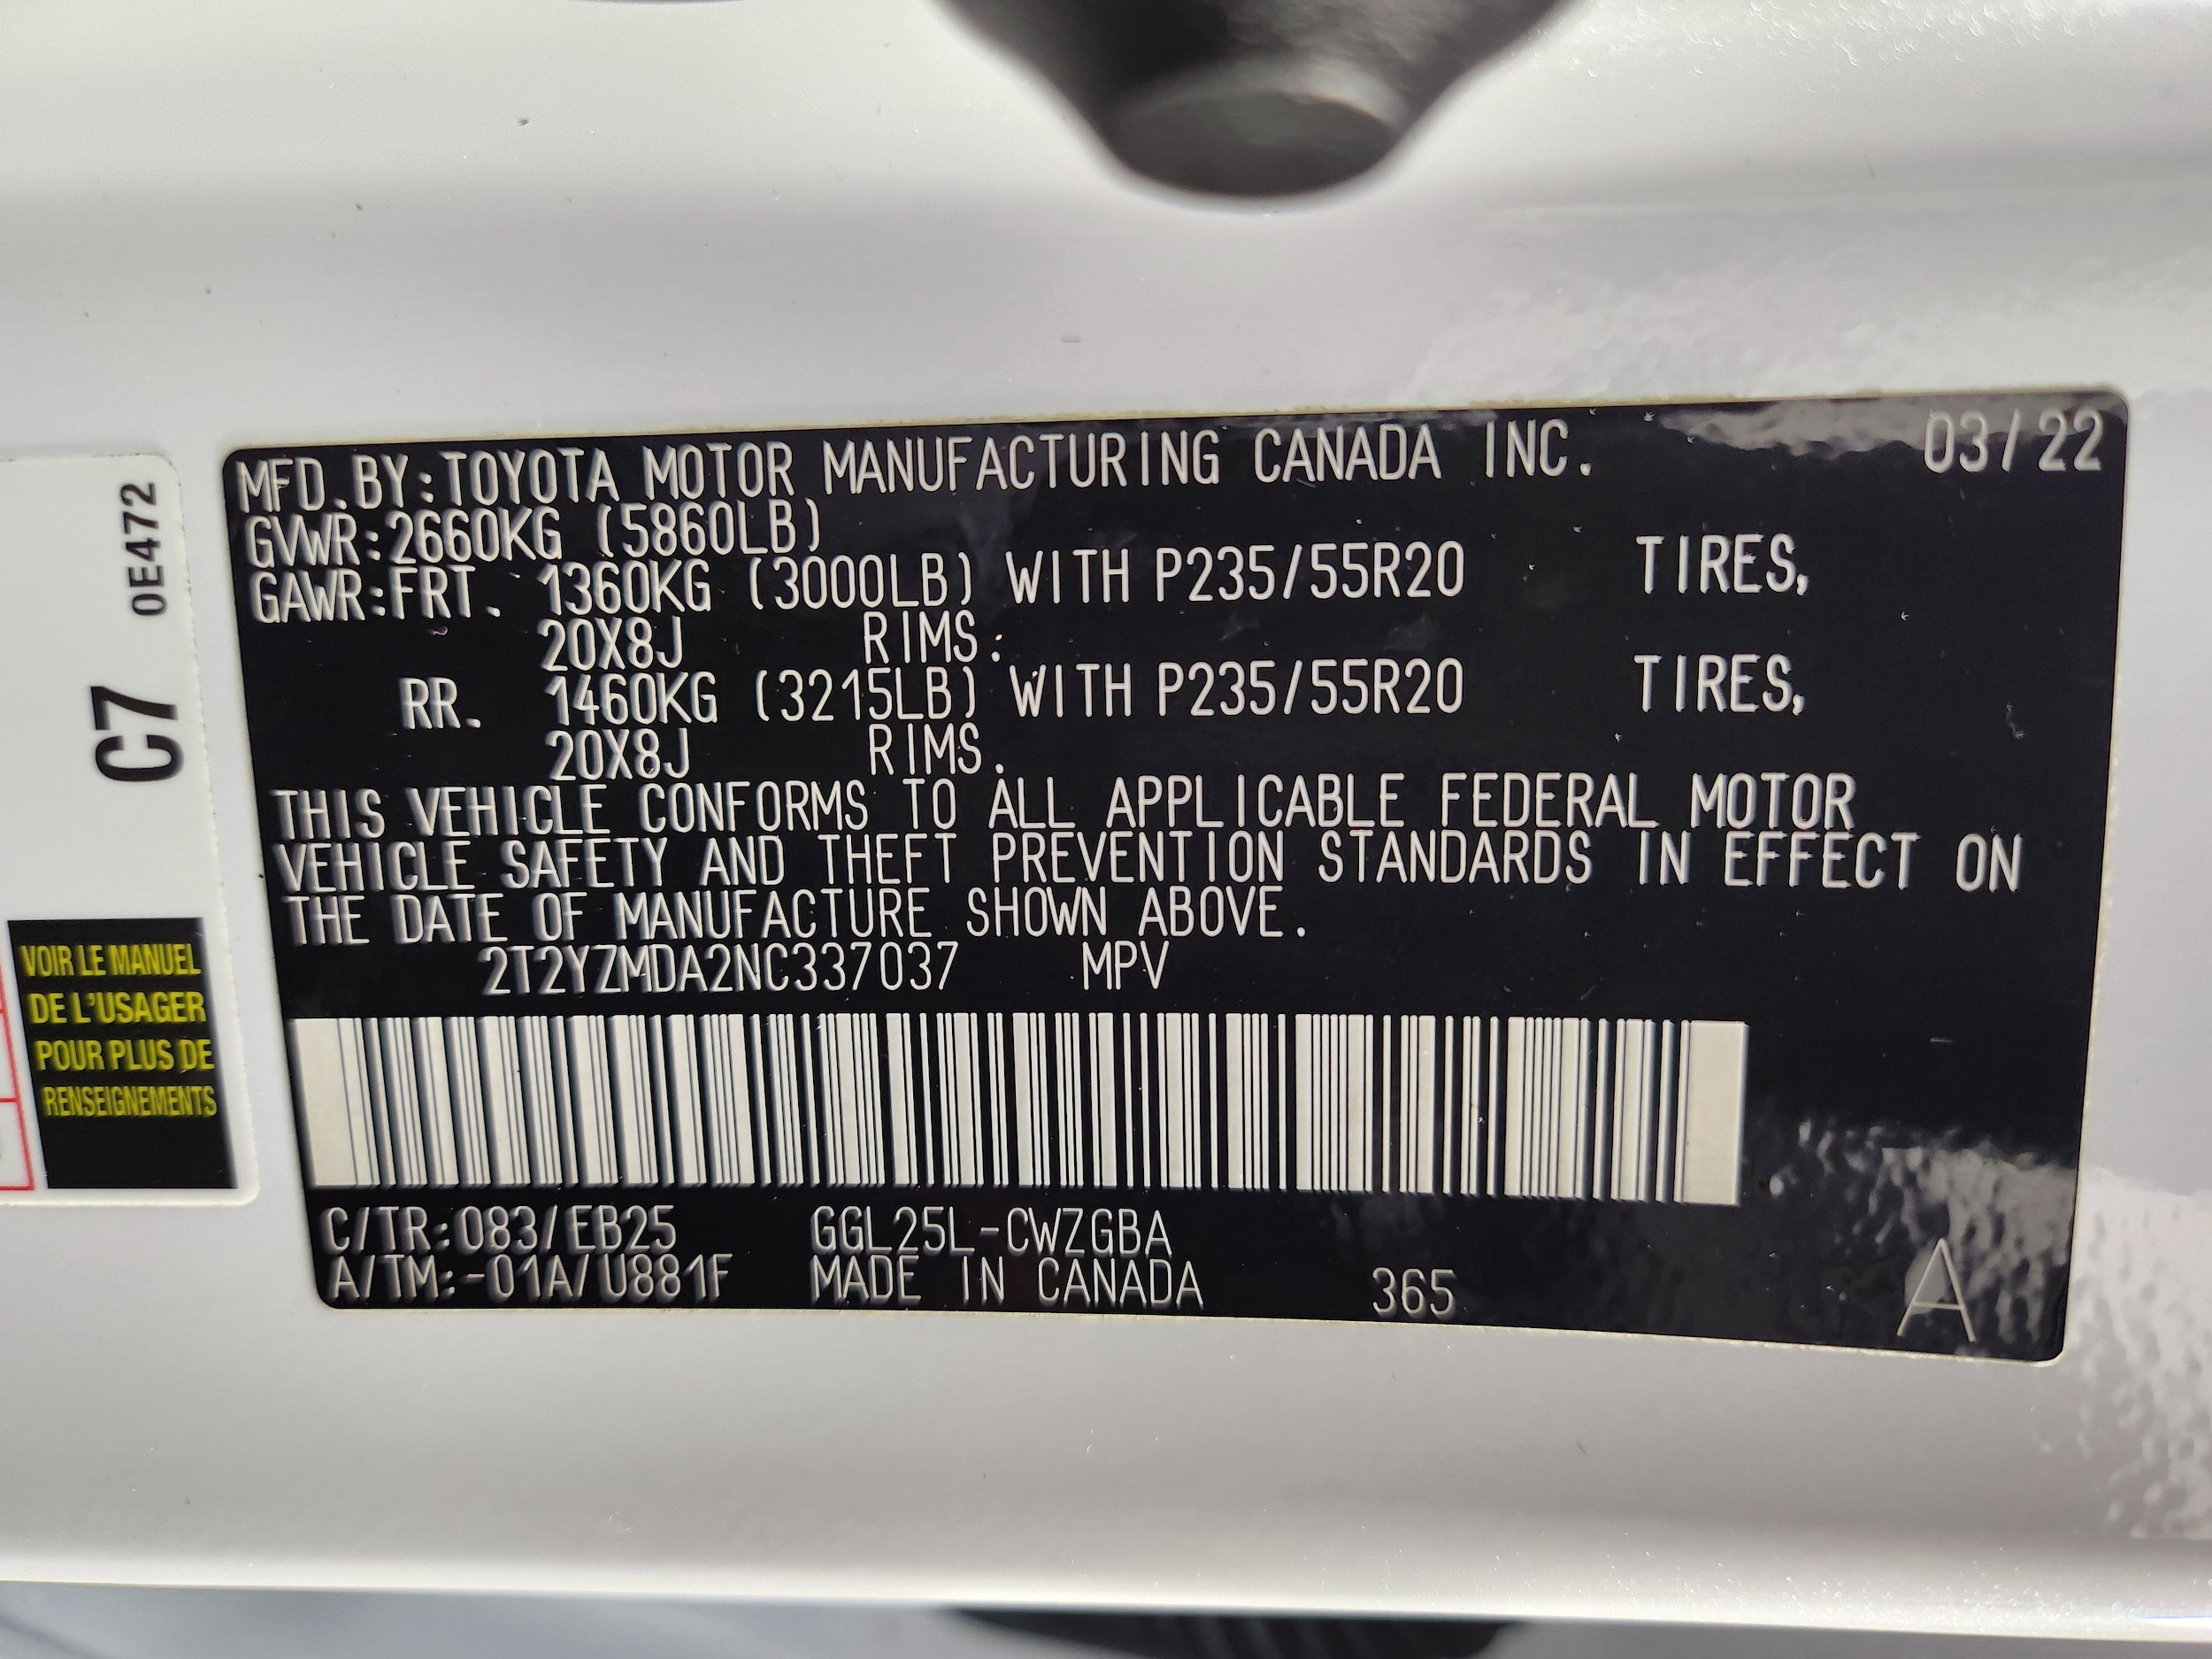 MFD.BY:TOYOTA MOTOR MANUFACTURING CANADA INC. 03/22
GVWR:2660KG (5860LB)
GAWR:FRT. 1360KG (3000LB) WITH P235/55R20 TIRES,
20X8J RIMS:
RR. 1460KG (3215LB) WITH P235/55R20 TIRES,
20X8J RIMS.
THIS VEHICLE CONFORMS TO ALL APPLICABLE FEDERAL MOTOR
VEHICLE SAFETY AND THEFT PREVENTION STANDARDS IN EFFECT ON
THE DATE OF MANUFACTURE SHOWN ABOVE.
2T2YZMDA2NC337037 MPV
C/TR:083/EB25 GGL25L-CWZGBA
A/TM:-01A/U881F MADE IN CANADA 365 A
C7 0E472
VOIR LE MANUEL
DE L'USAGER
POUR PLUS DE
RENSEIGNEMENTS